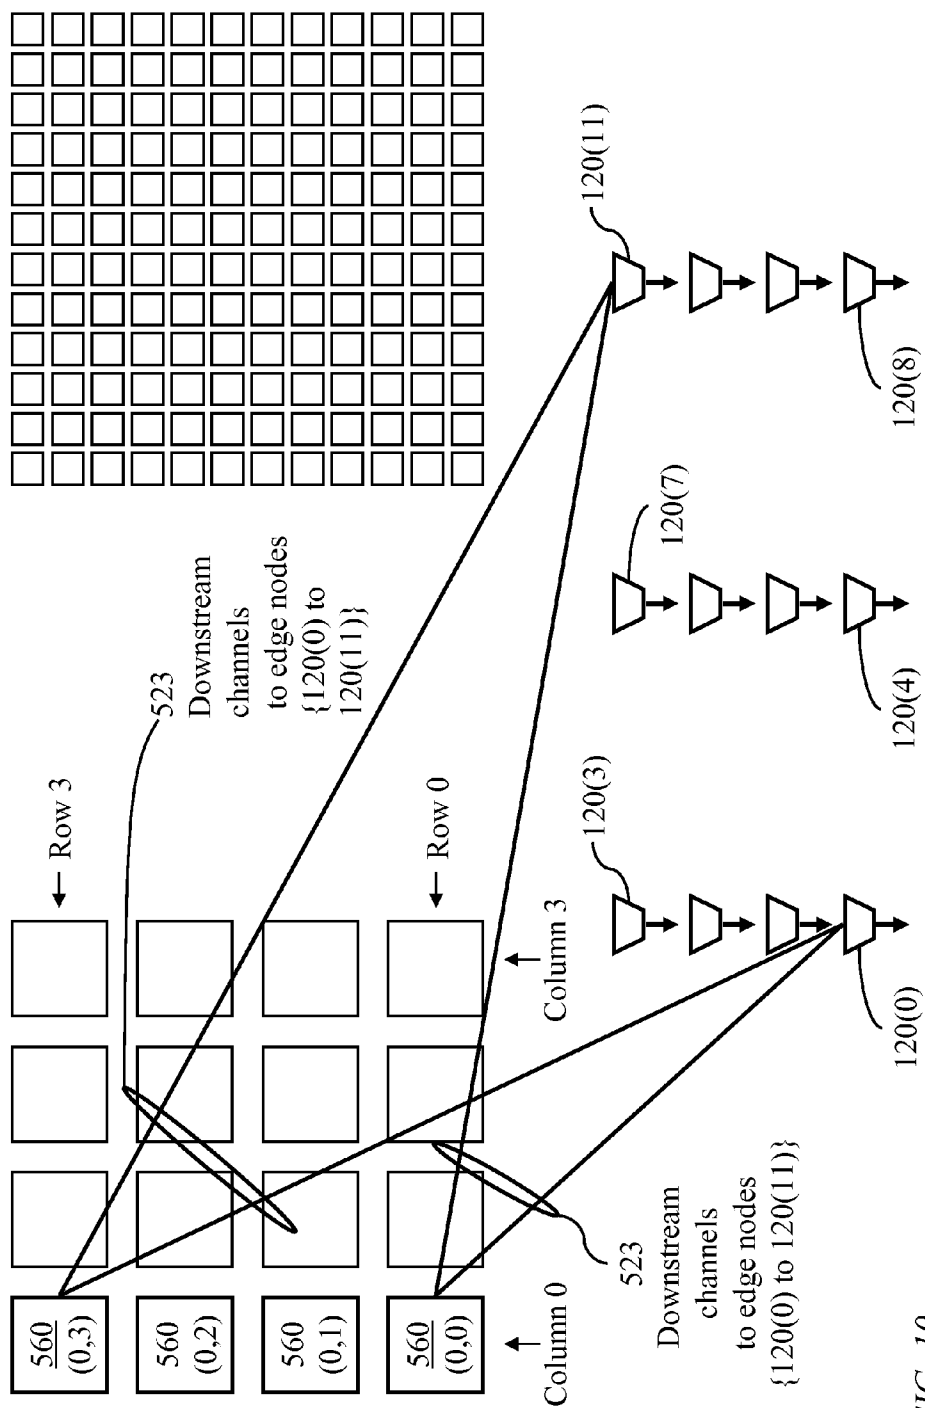 560
(0,3)
560
(0,2)
560
(0,1)
560
(0,0)
← Row 3
← Row 0
Column 0
Column 3
523
Downstream
channels
to edge nodes
{120(0) to
120(11)}
523
Downstream
channels
to edge nodes
{120(0) to 120(11)}
120(3)
120(0)
120(7)
120(4)
120(11)
120(8)
FIG. 10